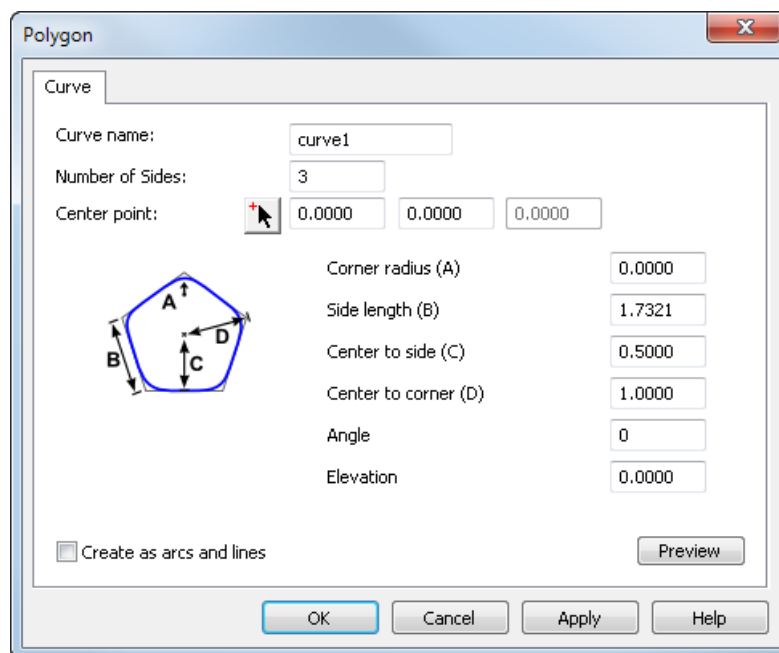 Polygon
Curve
Curve name: curve1
Number of Sides: 3
Center point: 0.0000 0.0000 0.0000
Corner radius (A) 0.0000
Side length (B) 1.7321
Center to side (C) 0.5000
Center to corner (D) 1.0000
Angle 0
Elevation 0.0000
A
D
B
C
Create as arcs and lines Preview
OK Cancel Apply Help